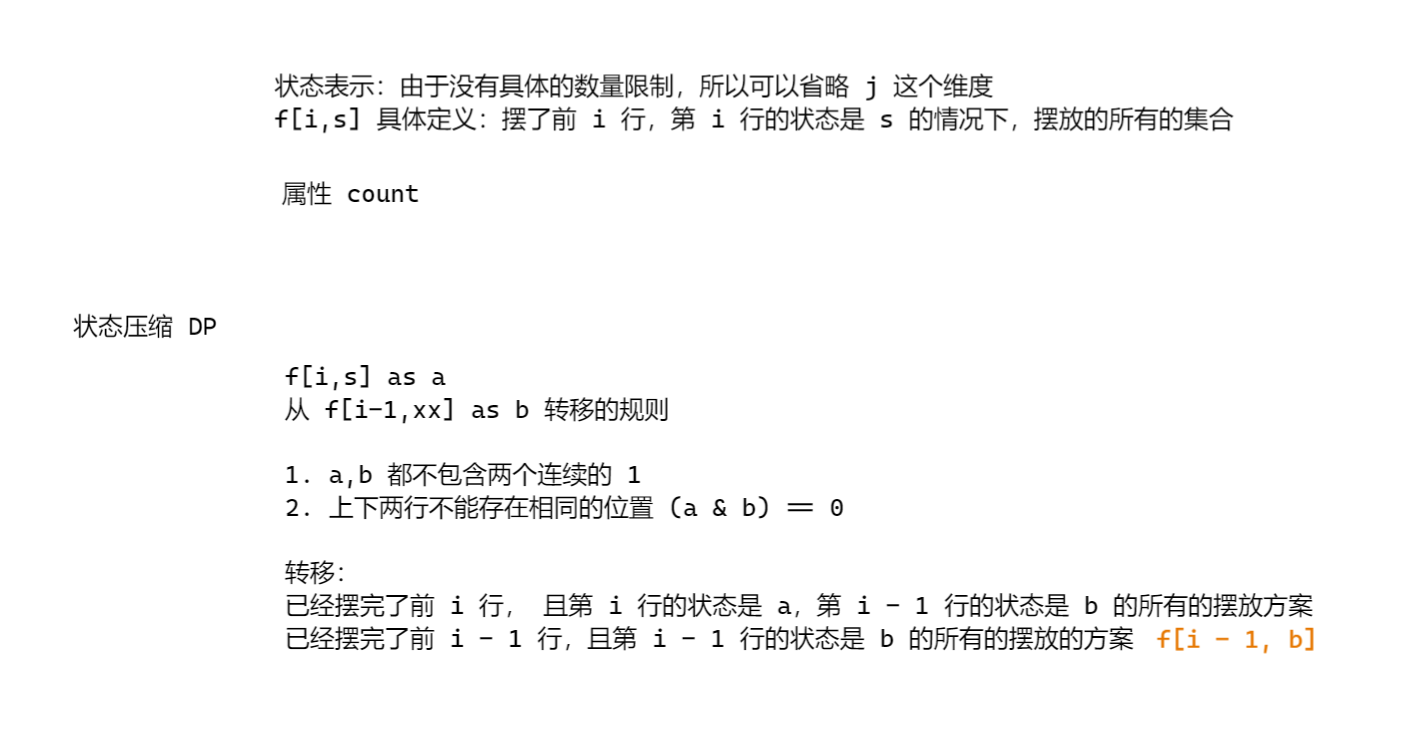 状态表示：由于没有具体的数量限制，所以可以省略 j 这个维度
f[i,s] 具体定义：摆了前 i 行，第 i 行的状态是 s 的情况下，摆放的所有的集合
属性 count
状态压缩 DP
f[i,s] as a
从 f[i-1,xx] as b 转移的规则
1. a,b 都不包含两个连续的 1
2. 上下两行不能存在相同的位置 (a & b) == 0
转移：
已经摆完了前 i 行， 且第 i 行的状态是 a，第 i - 1 行的状态是 b 的所有的摆放方案
已经摆完了前 i - 1 行，且第 i - 1 行的状态是 b 的所有的摆放的方案 f[i - 1, b]